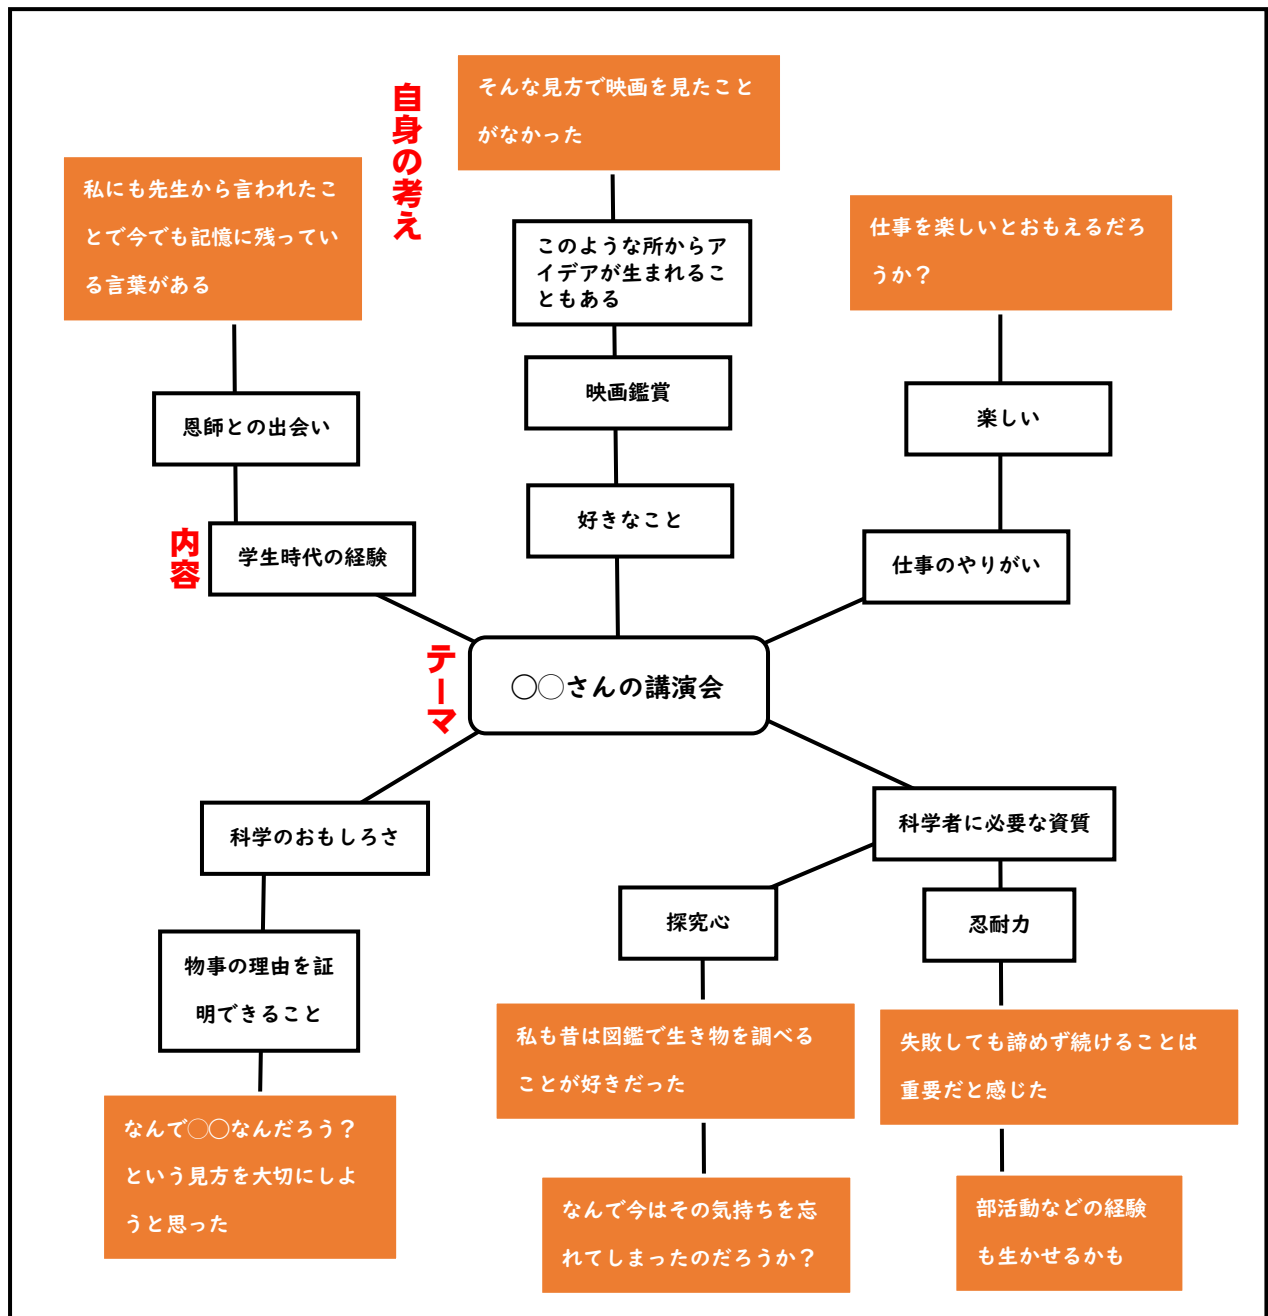 そんな見方で映画を見たこと
がなかった
自身の考え
私にも先生から言われたこ
とで今でも記憶に残ってい
る言葉がある
仕事を楽しいとおもえるだろ
うか？
このような所からア
イデアが生まれるこ
ともある
映画鑑賞
楽しい
恩師との出会い
好きなこと
内容
学生時代の経験
仕事のやりがい
テーマ
〇〇さんの講演会
科学のおもしろさ
科学者に必要な資質
探究心
忍耐力
物事の理由を証
明できること
私も昔は図鑑で生き物を調べる
ことが好きだった
失敗しても諦めず続けることは
重要だと感じた
なんで〇〇なんだろう？
という見方を大切にしよ
うと思った
なんで今はその気持ちを忘
れてしまったのだろうか？
部活動などの経験
も生かせるかも